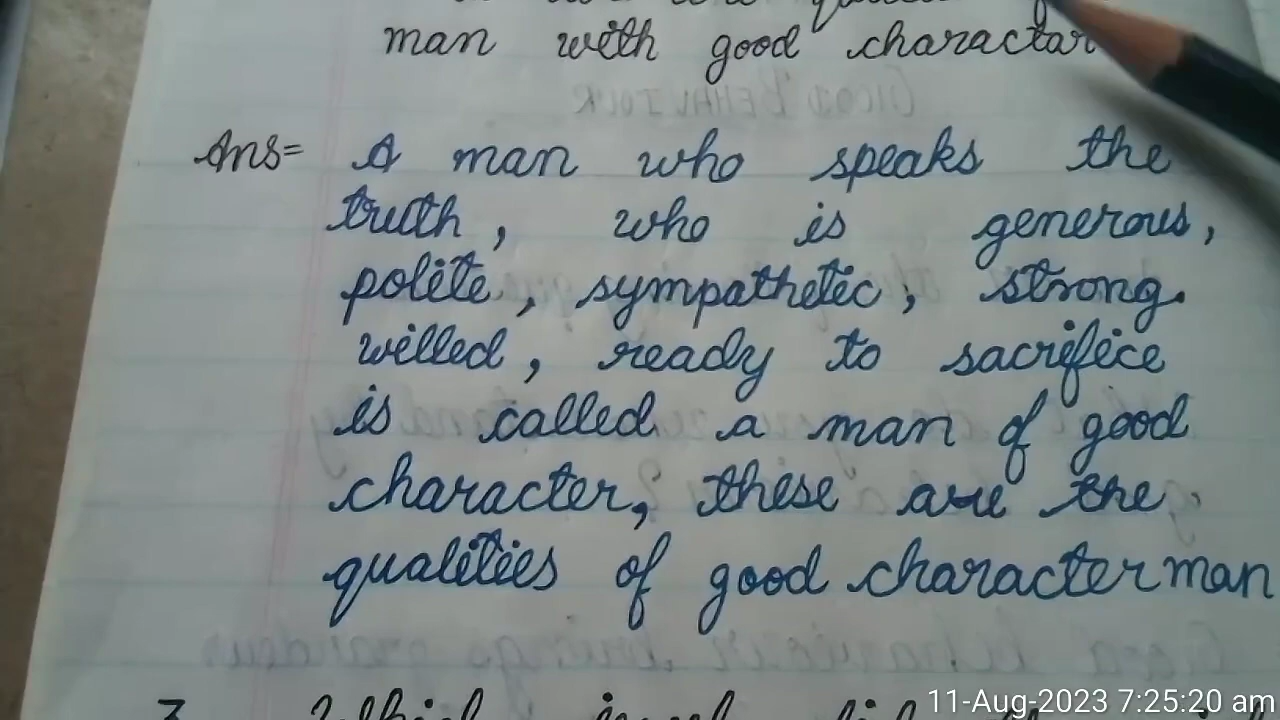 man with good charactar
Ans= A man who speaks the
truth, who is generous,
polite, sympathetic, strong.
willed, ready to sacrifice
is called a man of good
character, these are the
qualities of good character man
3
11-Aug-2023 7:25:20 am